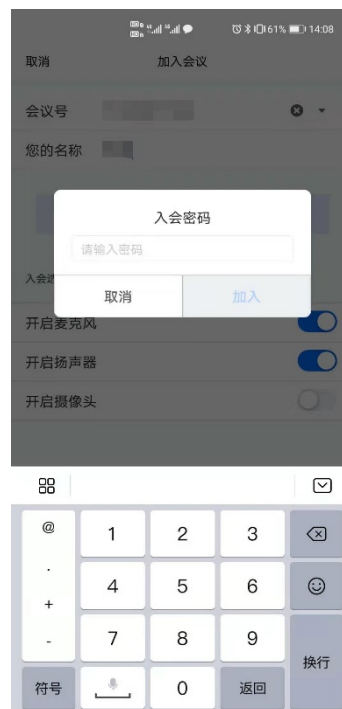 61% 14:08
取消 加入会议
会议号
您的名称
入会密码
请输入密码
入会选
取消 加入
开启麦克风
开启扬声器
开启摄像头
@ 1 2 3
. 4 5 6
+
- 7 8 9
换行
符号 0 返回